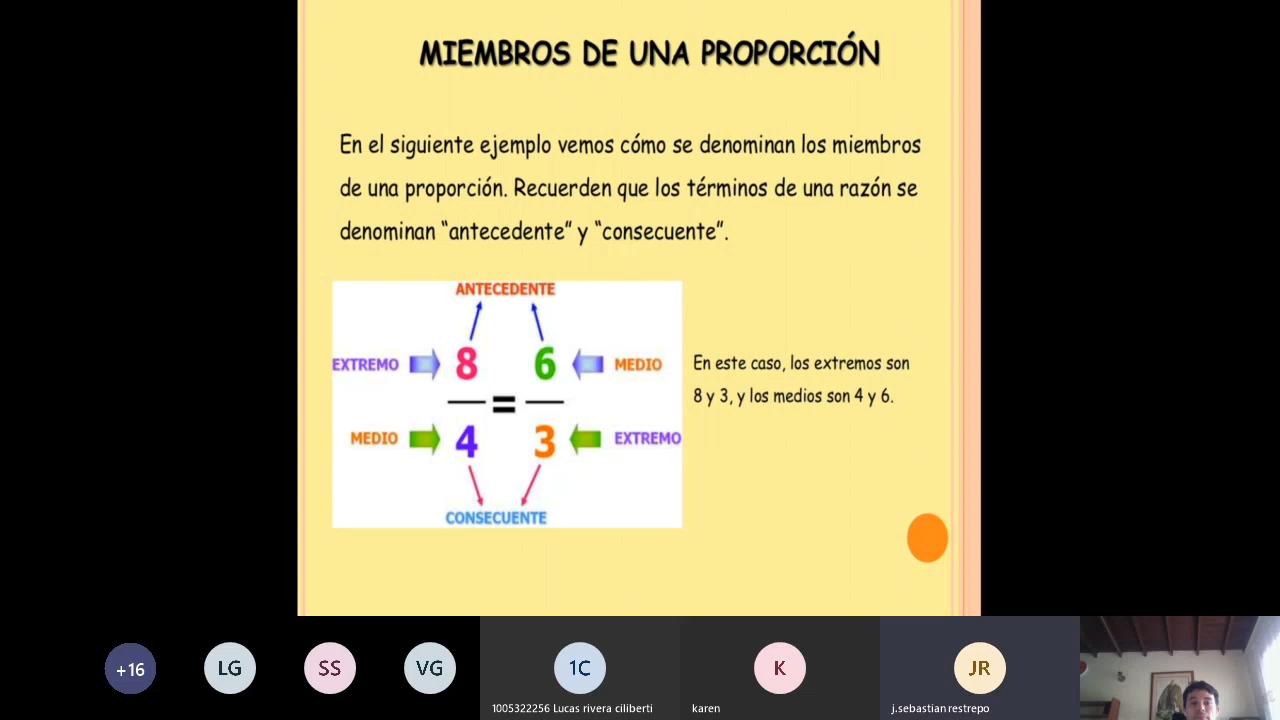 MIEMBROS DE UNA PROPORCIÓN
En el siguiente ejemplo vemos cómo se denominan los miembros
de una proporción. Recuerden que los términos de una razón se
denominan “antecedente” y “consecuente”.
ANTECEDENTE
EXTREMO 8 6 MEDIO
=
MEDIO 4 3 EXTREMO
CONSECUENTE
En este caso, los extremos son
8 y 3, y los medios son 4 y 6.
+16 LG SS VG 1C K JR
1005322256 Lucas rivera ciliberti karen j.sebastian restrepo